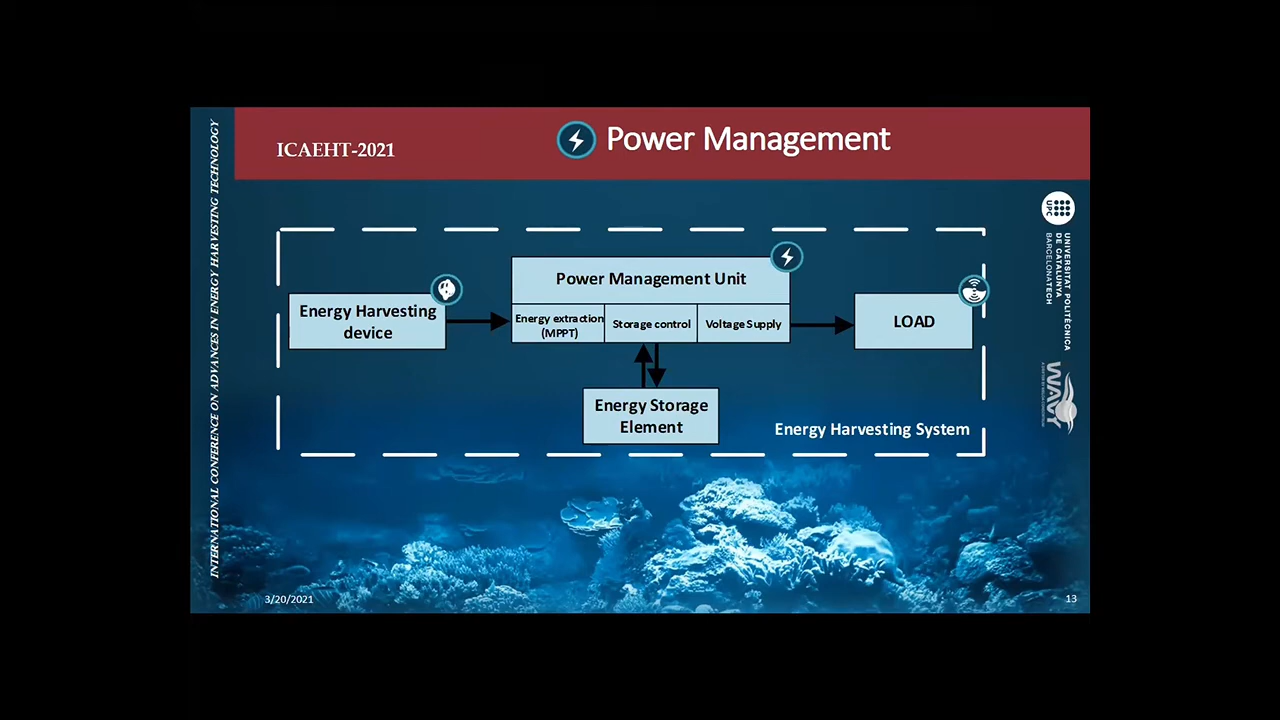 ICAEHT-2021
Power Management
INTERNATIONAL CONFERENCE ON ADVANCES IN ENERGY HARVESTING TECHNOLOGY
Energy Harvesting
device
Power Management Unit
Energy extraction
(MPPT)
Storage control
Voltage Supply
LOAD
Energy Storage
Element
Energy Harvesting System
UPC
UNIVERSITAT POLITÈCNICA
DE CATALUNYA
BARCELONATECH
WAVY
3/20/2021
13